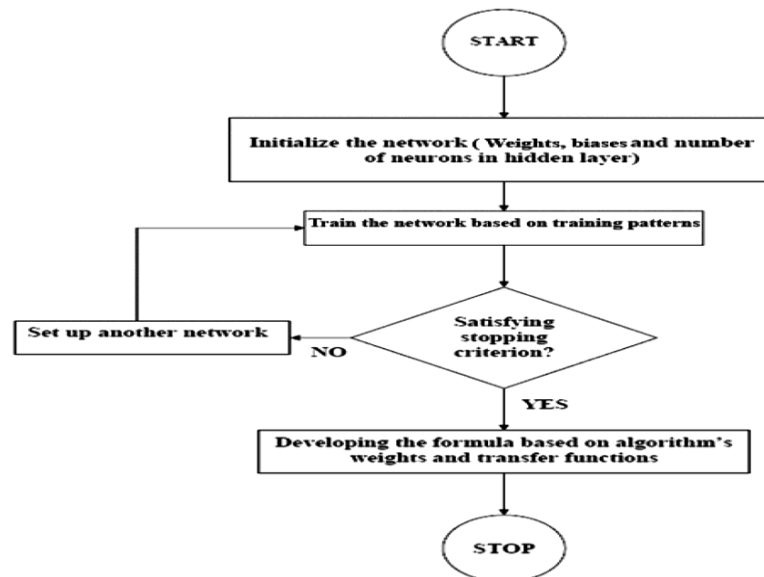 START
Initialize the network ( Weights, biases and number
of neurons in hidden layer)
Train the network based on training patterns
Satisfying
stopping
criterion?
Set up another network
NO
YES
Developing the formula based on algorithm's
weights and transfer functions
STOP